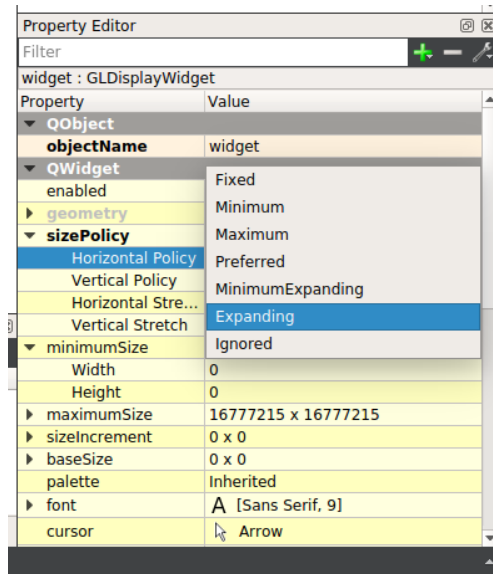 Property Editor
Filter
widget : GLDisplayWidget
Property Value
QObject
objectName widget
QWidget
enabled
geometry
sizePolicy
Horizontal Policy
Vertical Policy
Horizontal Stre...
Vertical Stretch
Fixed
Minimum
Maximum
Preferred
MinimumExpanding
Expanding
Ignored
minimumSize
Width 0
Height 0
maximumSize 16777215 x 16777215
sizeIncrement 0 x 0
baseSize 0 x 0
palette Inherited
font A [Sans Serif, 9]
cursor Arrow